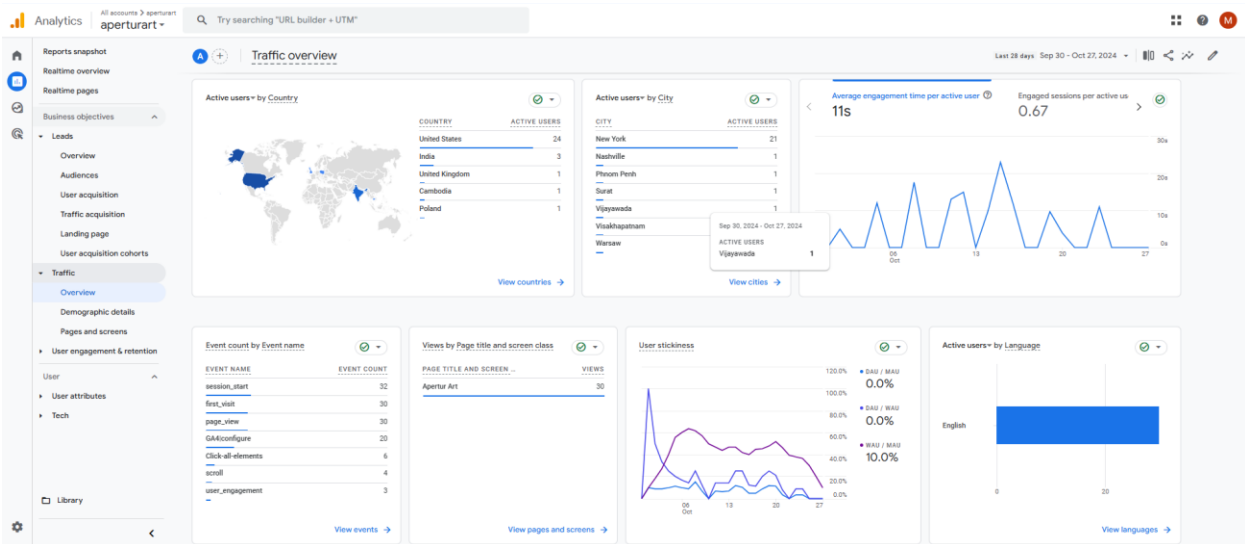 Analytics
All accounts > aperturart
aperturart
Try searching "URL builder + UTM"
M
Reports snapshot
Realtime overview
Realtime pages
Business objectives
Leads
Overview
Audiences
User acquisition
Traffic acquisition
Landing page
User acquisition cohorts
Traffic
Overview
Demographic details
Pages and screens
User engagement & retention
User
User attributes
Tech
Library
A
Traffic overview
Last 28 days Sep 30 - Oct 27, 2024
Active users by Country
COUNTRY ACTIVE USERS
United States 24
India 3
United Kingdom 1
Cambodia 1
Poland 1
View countries
Active users by City
CITY ACTIVE USERS
New York 21
Nashville 1
Phnom Penh 1
Surat 1
Vijayawada
Visakhapatnam
Warsaw
View cities
Sep 30, 2024 - Oct 27, 2024
ACTIVE USERS
Vijayawada 1
Average engagement time per active user
11s
Engaged sessions per active us
0.67
30s
20s
10s
0s
06
Oct
13
20
27
Event count by Event name
EVENT NAME EVENT COUNT
session_start 32
first_visit 30
page_view 30
GA4|configure 20
Click-all-elements 6
scroll 4
user_engagement 3
View events
Views by Page title and screen class
PAGE TITLE AND SCREEN ... VIEWS
Apertur Art 30
View pages and screens
User stickiness
120.0%
100.0%
80.0%
60.0%
40.0%
20.0%
0.0%
06
Oct
13
20
27
DAU / MAU
0.0%
DAU / WAU
0.0%
WAU / MAU
10.0%
Active users by Language
English
0
20
View languages